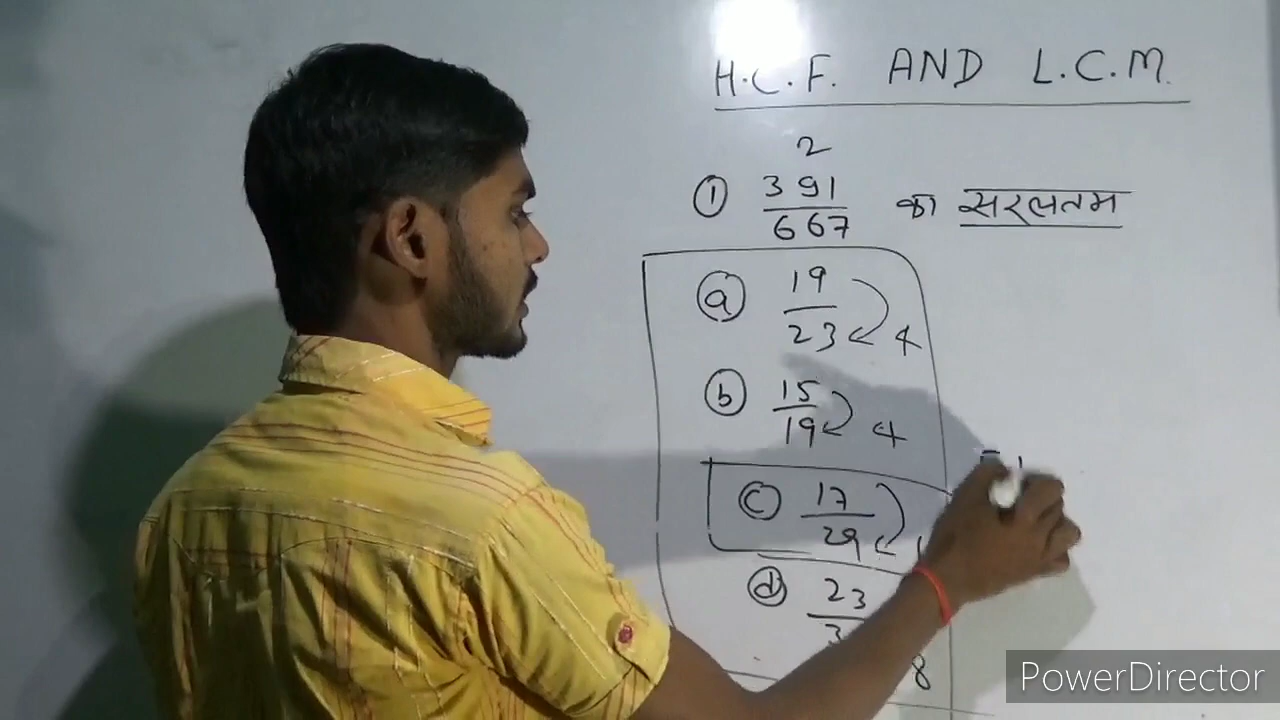 H.C.F. AND L.C.M.
2
① 391/667 का सरलतम
ⓐ 19/23 4
ⓑ 15/19 4
ⓒ 17/29
ⓓ 23
8
PowerDirector